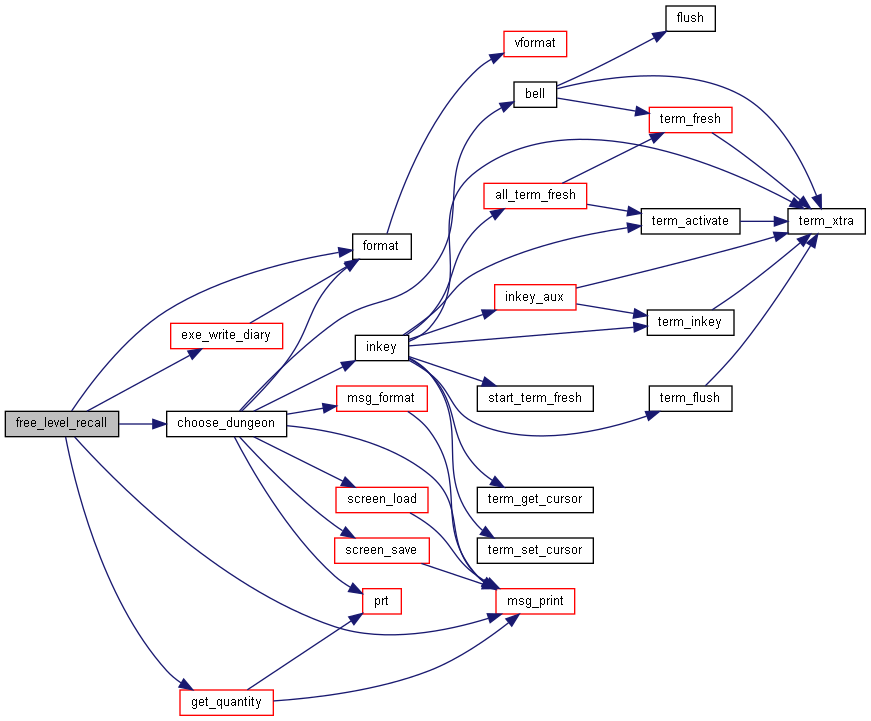 flush
vformat
bell
term_fresh
all_term_fresh
term_activate
term_xtra
format
inkey_aux
term_inkey
exe_write_diary
inkey
start_term_fresh
term_flush
msg_format
free_level_recall
choose_dungeon
screen_load
term_get_cursor
screen_save
term_set_cursor
prt
msg_print
get_quantity